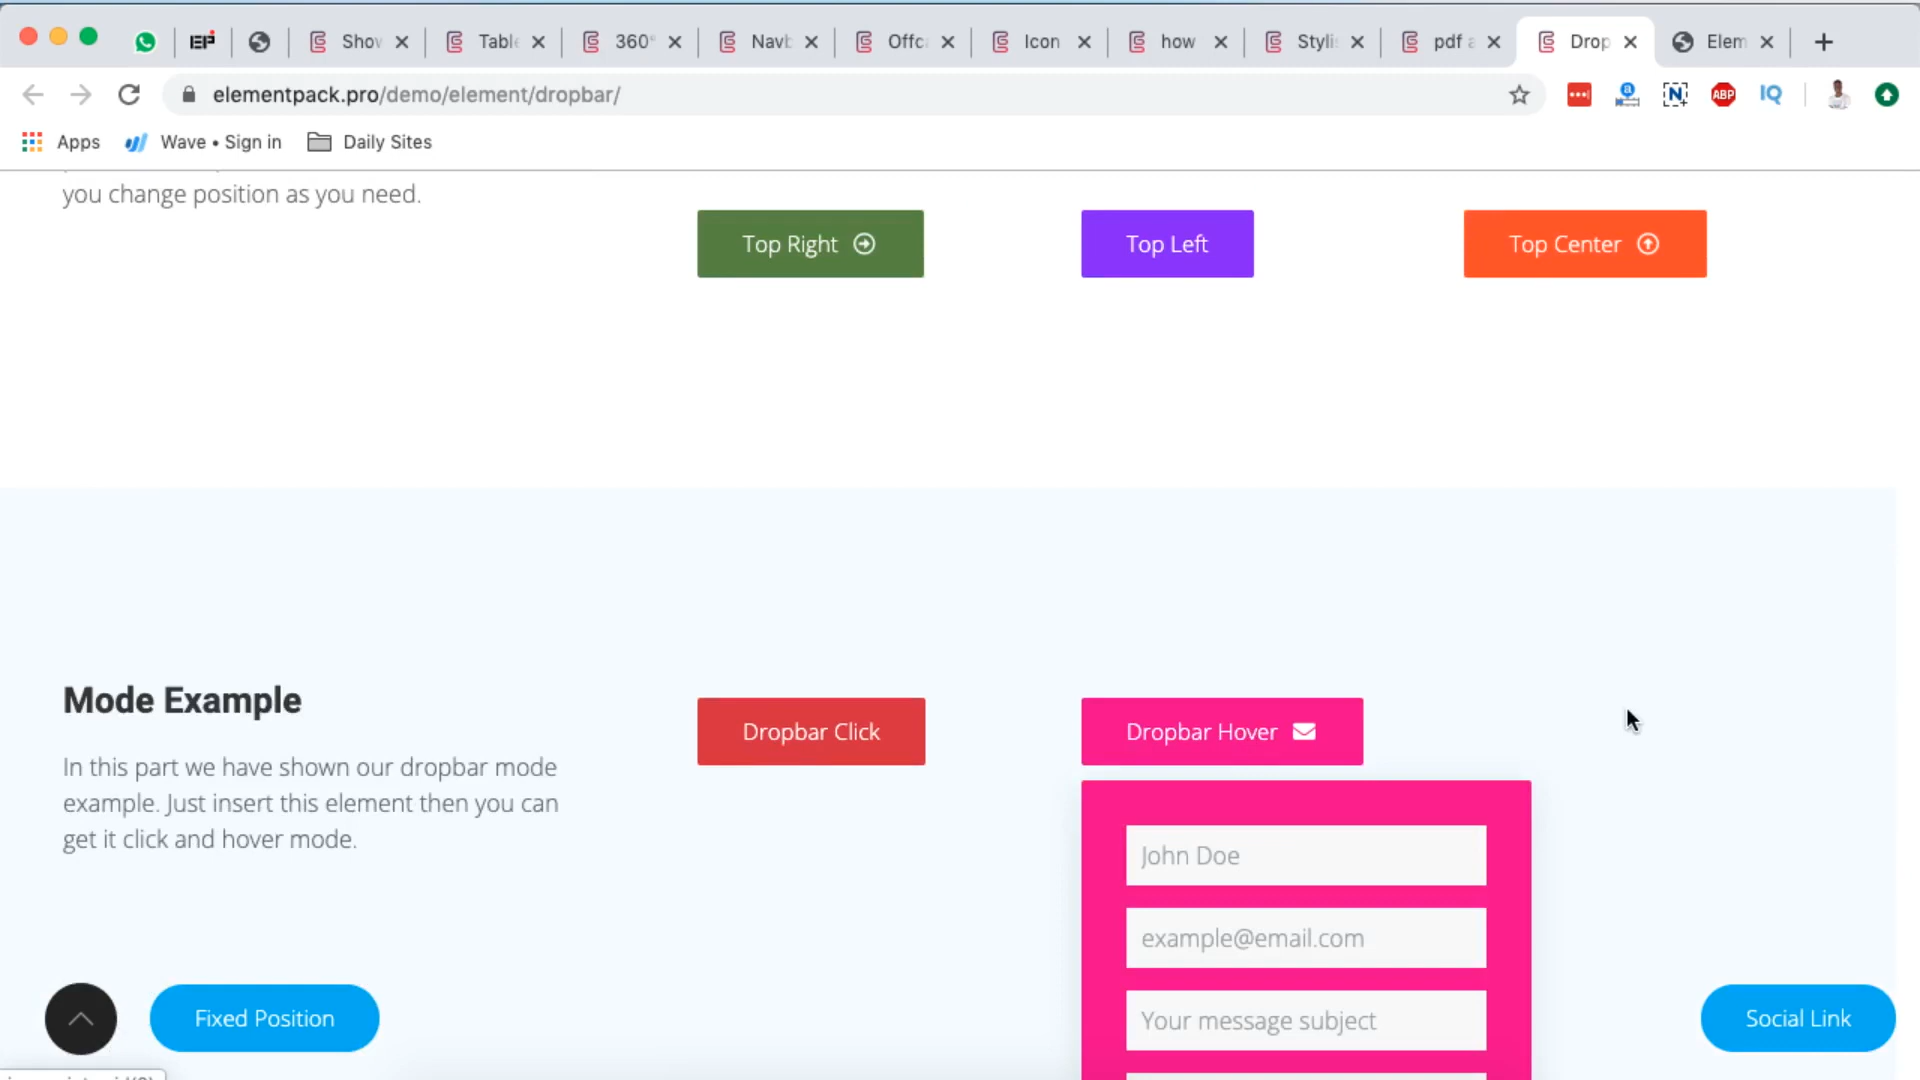 EP Show Table 360° Navb Offc Icon how Styli pdf a Drop Elem
elementpack.pro/demo/element/dropbar/
ABP IQ
Apps Wave • Sign in Daily Sites
you change position as you need.
Top Right Top Left Top Center
Mode Example
Dropbar Click Dropbar Hover
In this part we have shown our dropbar mode
example. Just insert this element then you can
get it click and hover mode.
John Doe
example@email.com
Your message subject
Fixed Position Social Link